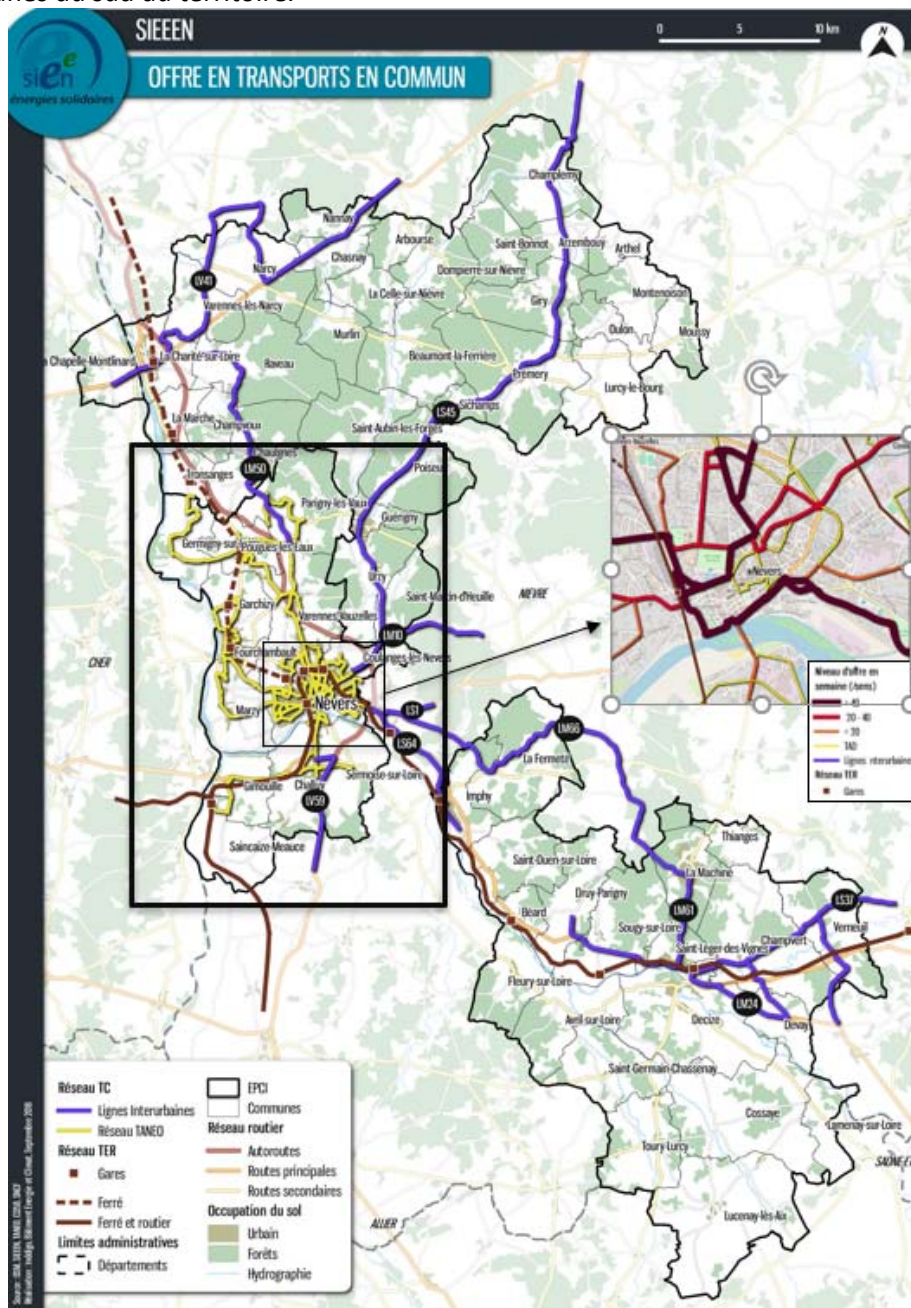 SIEEEN
OFFRE EN TRANSPORTS EN COMMUN
siéeen
énergies solidaires
0 5 10 km
N
Champlemy
Nannay
Arbourse
Saint-Bonnot
Arzembouy
Arthel
Chasnay
Narcy
Dompierre-sur-Nièvre
LV41
La Celle-sur-Nièvre
Giry
Montenoison
Varennes-lès-Narcy
Oulon
Moussy
Murlin
La Chapelle-Montlinard
La Charité-sur-Loire
Beaumont-la-Ferrière
Raveau
Prémery
Lurcy-le-Bourg
Sichamps
LS45
La Marche
Champvoux
Saint-Aubin-les-Forges
Chaulgnes
LM50
Poiseux
Tronsanges
Parigny-les-Vaux
Guérigny
Pougues-les-Eaux
Urzy
Saint-Martin-d'Heuille
NIÈVRE
Nevers
Garchizy
Varennes-Vauzelles
LM10
CHER
Fourchambault
Coulanges-lès-Nevers
Marzy
Nevers
LS1
LM66
LS64
La Fermeté
Sermoise-sur-Loire
Gimouille
Challuy
Imphy
LV59
Saincaize-Meauce
Thianges
Saint-Ouen-sur-Loire
La Machine
Druy-Parigny
LS37
Béard
LM61
Verneuil
Sougy-sur-Loire
Champvert
Saint-Léger-des-Vignes
Fleury-sur-Loire
LM24
Avril-sur-Loire
Decize
Devay
Saint-Germain-Chassenay
Cossaye
Lamenay-sur-Loire
Toury-Lurcy
ALLIER
Lucenay-lès-Aix
Niveau d'offre en
semaine (/sens)
> 40
20 - 40
< 20
TAD
Lignes interurbaines
Réseau TER
Gares
Réseau TC
Lignes Interurbaines
Réseau TANEO
Réseau TER
Gares
Ferré
Ferré et routier
Limites administratives
Départements
EPCI
Communes
Réseau routier
Autoroutes
Routes principales
Routes secondaires
Occupation du sol
Urbain
Forêts
Hydrographie